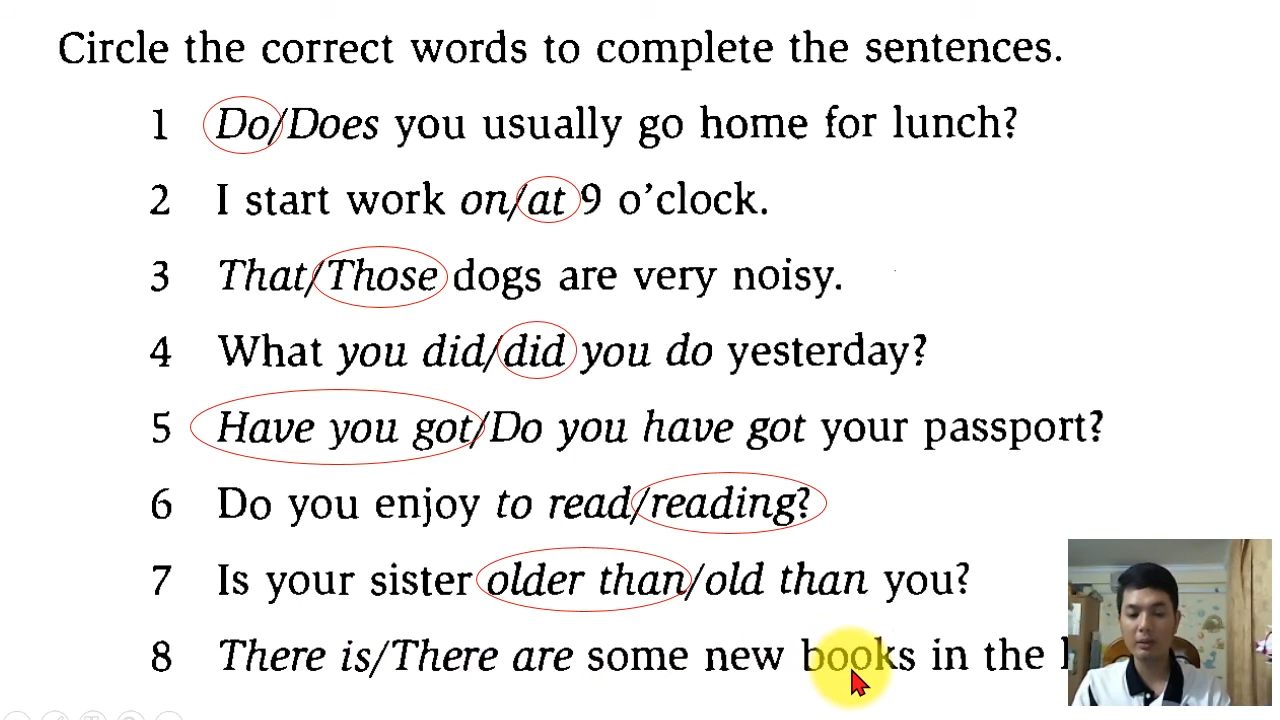 Circle the correct words to complete the sentences.
1 Do/Does you usually go home for lunch?
2 I start work on/at 9 o'clock.
3 That/Those dogs are very noisy.
4 What you did/did you do yesterday?
5 Have you got/Do you have got your passport?
6 Do you enjoy to read/reading?
7 Is your sister older than/old than you?
8 There is/There are some new books in the